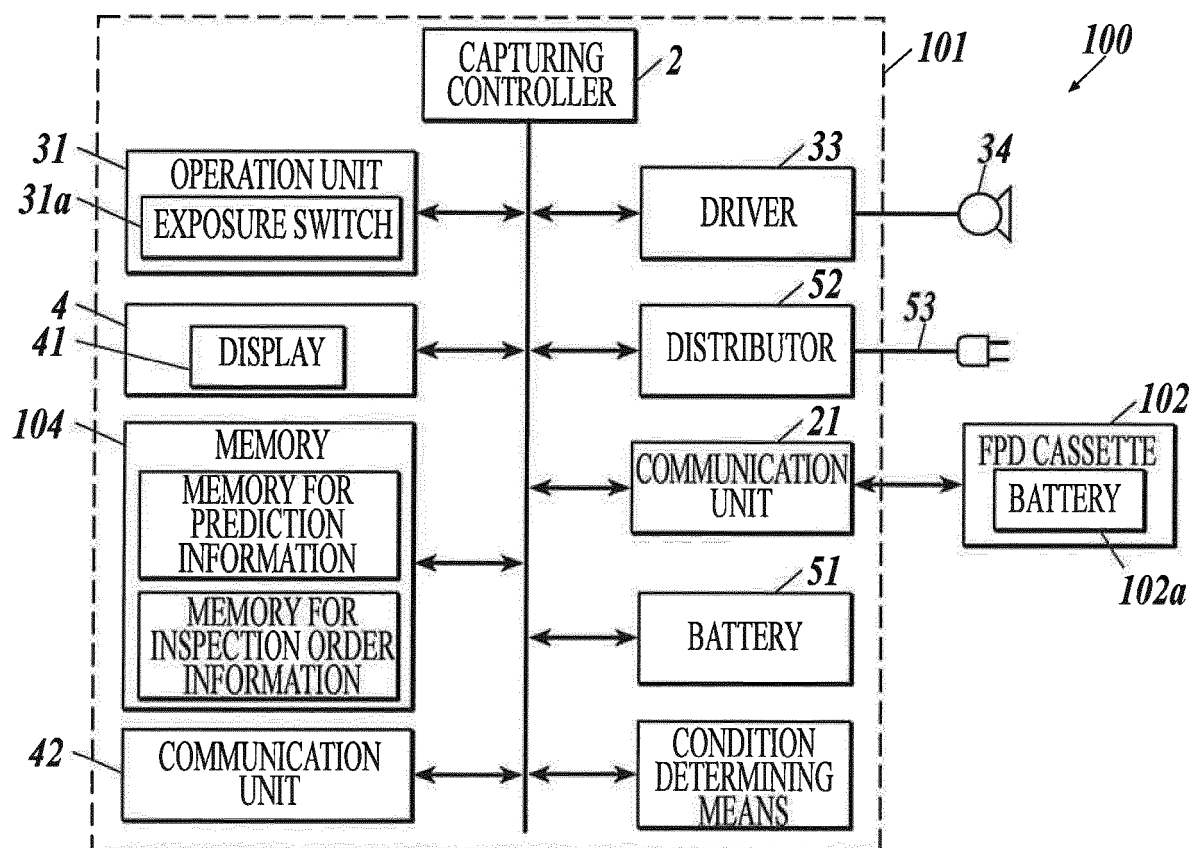 100
101
CAPTURING
CONTROLLER
2
31
OPERATION UNIT
31a
EXPOSURE SWITCH
33
DRIVER
34
4
41
DISPLAY
52
DISTRIBUTOR
53
104
MEMORY
MEMORY FOR
PREDICTION
INFORMATION
MEMORY FOR
INSPECTION ORDER
INFORMATION
21
COMMUNICATION
UNIT
102
FPD CASSETTE
BATTERY
102a
51
BATTERY
42
COMMUNICATION
UNIT
CONDITION
DETERMINING
MEANS